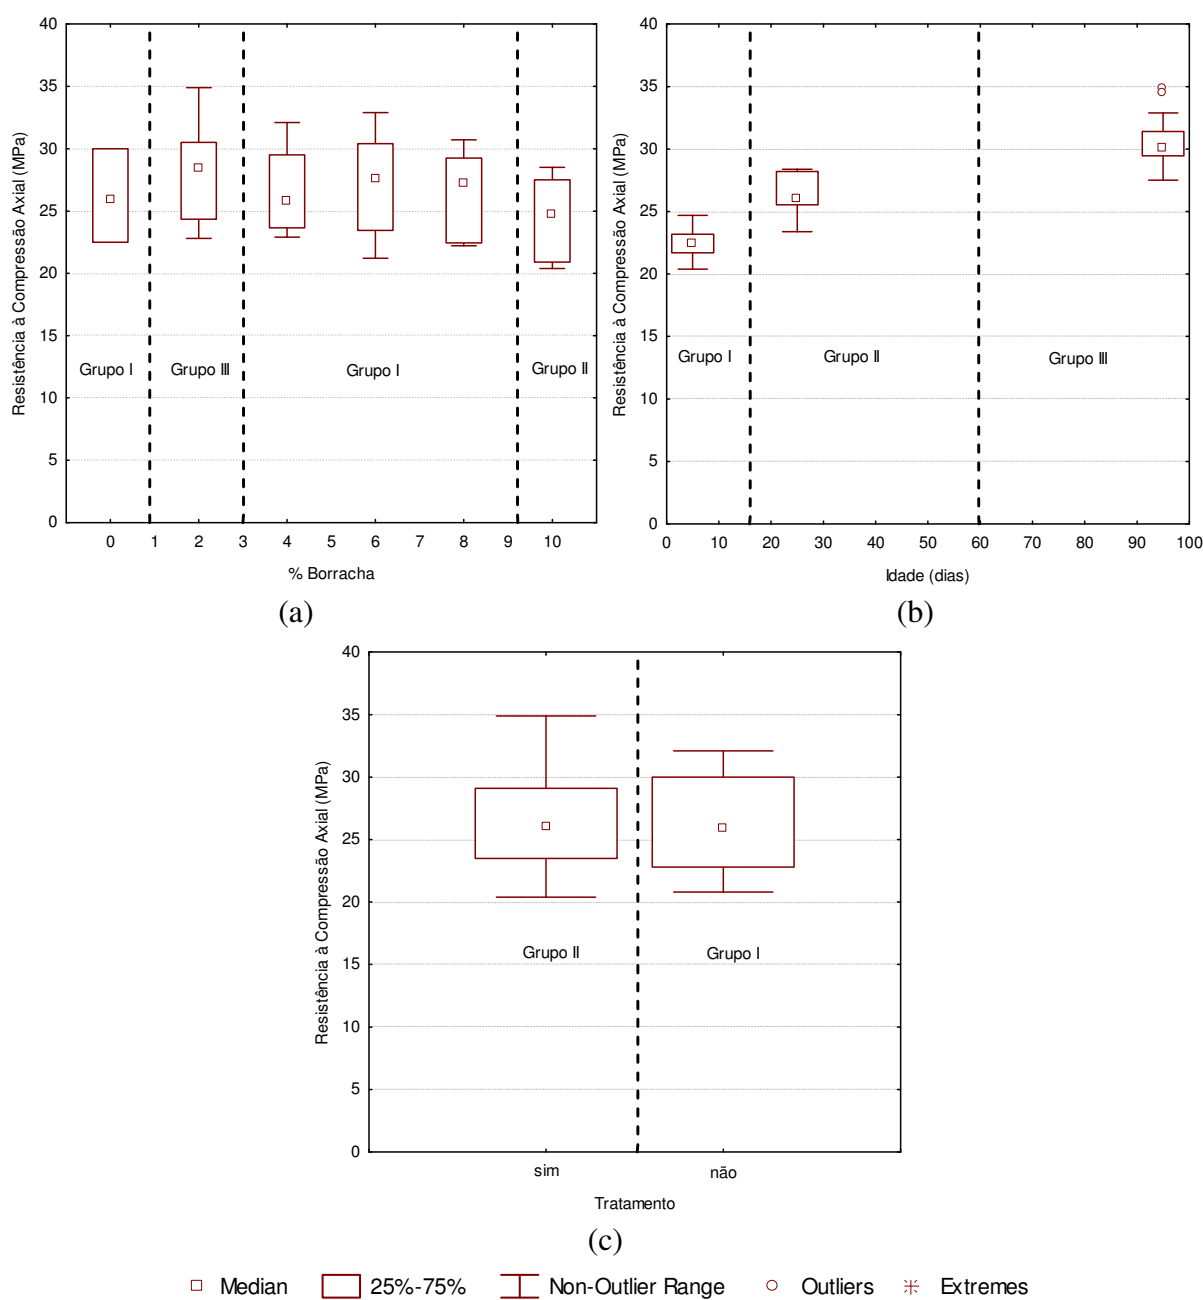 40
35
30
25
20
15
10
5
0
Resistência à Compressão Axial (MPa)
Grupo I
Grupo III
Grupo I
Grupo II
0 1 2 3 4 5 6 7 8 9 10
% Borracha
(a)
40
35
30
25
20
15
10
5
0
Resistência à Compressão Axial (MPa)
Grupo I
Grupo II
Grupo III
0 10 20 30 40 50 60 70 80 90 100
Idade (dias)
(b)
40
35
30
25
20
15
10
5
0
Resistência à Compressão Axial (MPa)
Grupo II
Grupo I
sim não
Tratamento
(c)
Median 25%-75% Non-Outlier Range Outliers Extremes